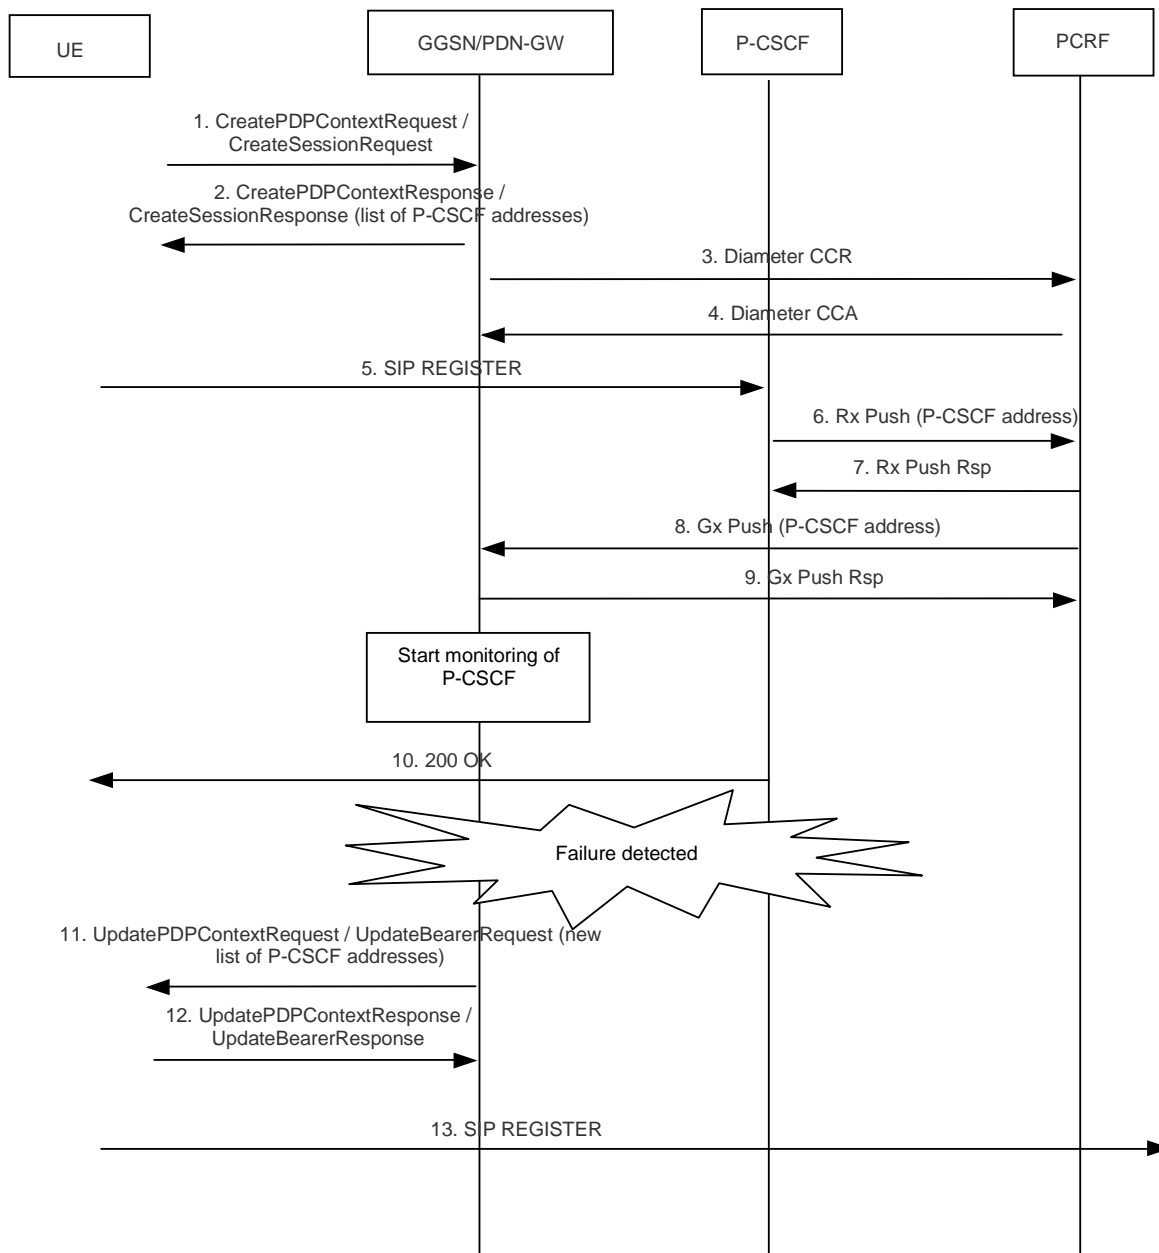 UE
GGSN/PDN-GW
P-CSCF
PCRF
1. CreatePDPContextRequest /
CreateSessionRequest
2. CreatePDPContextResponse /
CreateSessionResponse (list of P-CSCF addresses)
3. Diameter CCR
4. Diameter CCA
5. SIP REGISTER
6. Rx Push (P-CSCF address)
7. Rx Push Rsp
8. Gx Push (P-CSCF address)
9. Gx Push Rsp
Start monitoring of
P-CSCF
10. 200 OK
Failure detected
11. UpdatePDPContextRequest / UpdateBearerRequest (new
list of P-CSCF addresses)
12. UpdatePDPContextResponse /
UpdateBearerResponse
13. SIP REGISTER